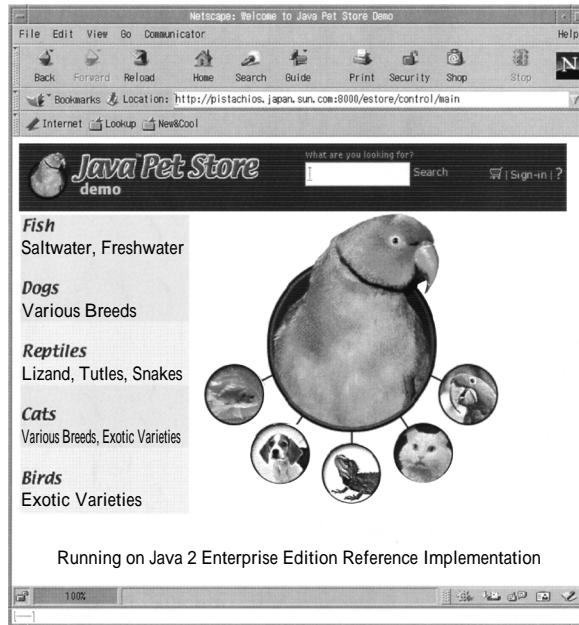 Netscape: Welcome to Java Pet Store Demo
File Edit View Go Communicator Help
Back Forward Reload Home Search Guide Print Security Shop Stop N
Bookmarks Location: http://pistachios.japan.sun.com:8000/estore/control/main
Internet Lookup New&Cool
What are you looking for?
Java Pet Store
demo
Search
| Sign-in | ?
Fish
Saltwater, Freshwater
Dogs
Various Breeds
Reptiles
Lizand, Tutles, Snakes
Cats
Various Breeds, Exotic Varieties
Birds
Exotic Varieties
Running on Java 2 Enterprise Edition Reference Implementation
100%